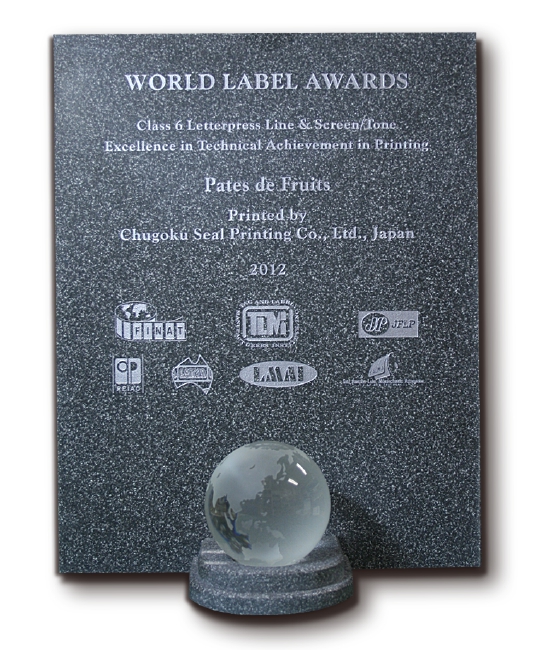 WORLD LABEL AWARDS
Class 6 Letterpress Line & Screen/Tone
Excellence in Technical Achievement in Printing
Pates de Fruits
Printed by
Chugoku Seal Printing Co., Ltd., Japan
2012
FINAT
TLMI
JFLP
LMAI